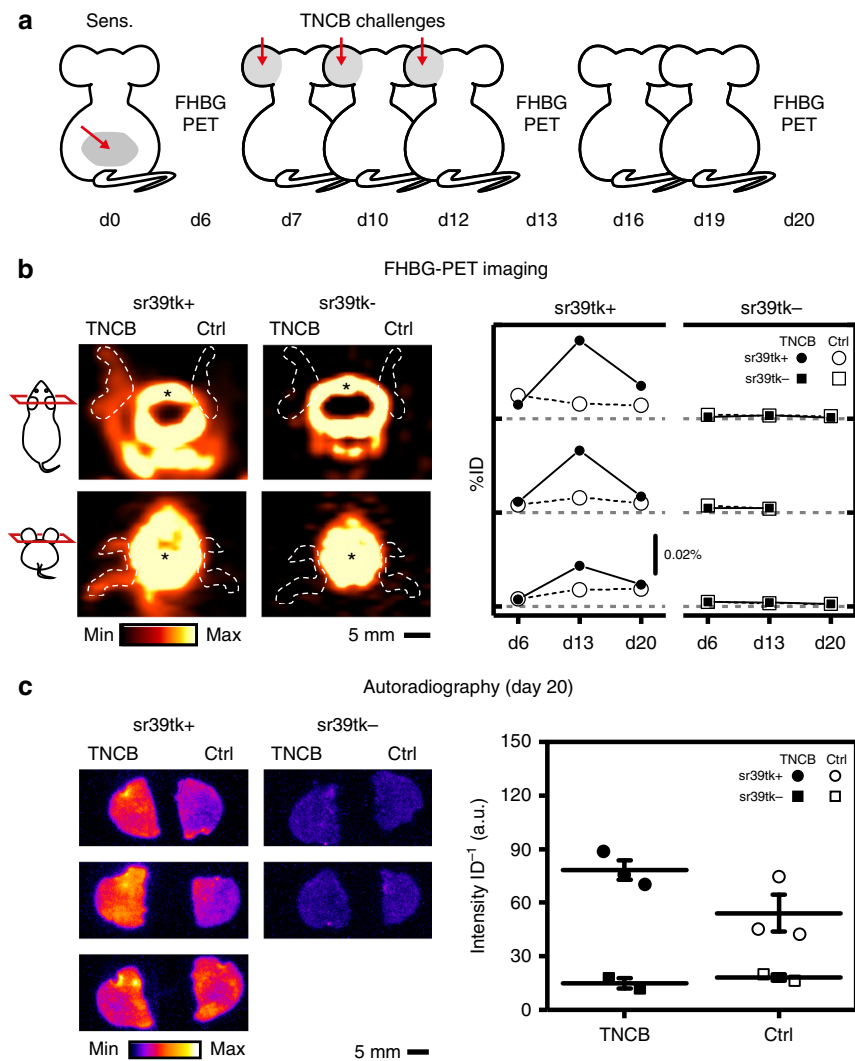 a
Sens.
TNCB challenges
FHBG PET
FHBG PET
FHBG PET
d0 d6 d7 d10 d12 d13 d16 d19 d20
b
FHBG-PET imaging
sr39tk+ sr39tk-
TNCB Ctrl TNCB Ctrl
*
*
*
*
Min Max 5 mm
sr39tk+ sr39tk–
TNCB Ctrl
sr39tk+
sr39tk–
%ID
0.02%
d6 d13 d20 d6 d13 d20
c
Autoradiography (day 20)
sr39tk+ sr39tk–
TNCB Ctrl TNCB Ctrl
Min Max 5 mm
Intensity ID⁻¹ (a.u.)
150
120
90
60
30
0
TNCB Ctrl
sr39tk+
sr39tk–
TNCB Ctrl